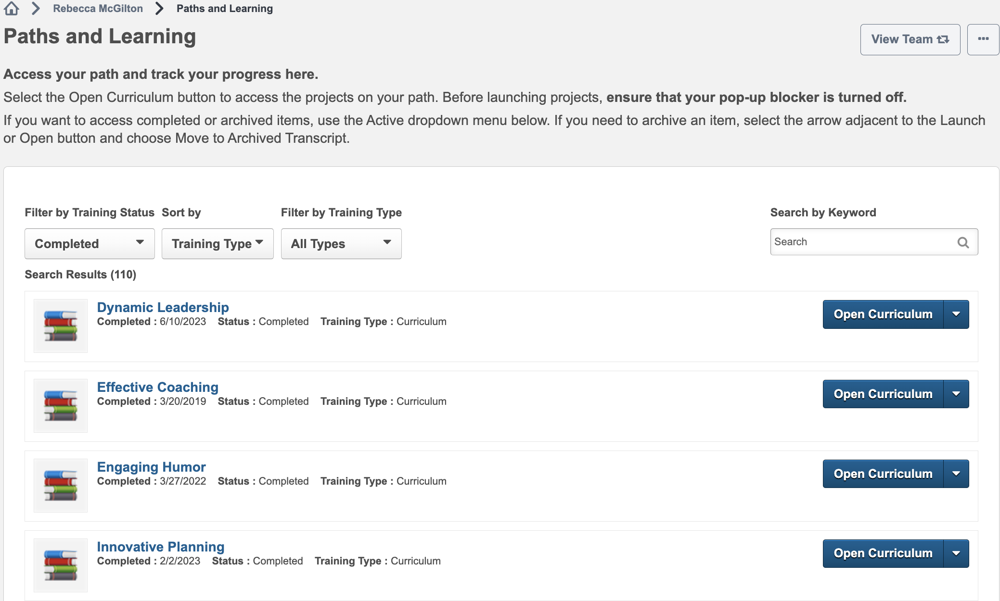 Rebecca McGilton Paths and Learning
Paths and Learning
View Team
Access your path and track your progress here.
Select the Open Curriculum button to access the projects on your path. Before launching projects, ensure that your pop-up blocker is turned off.
If you want to access completed or archived items, use the Active dropdown menu below. If you need to archive an item, select the arrow adjacent to the Launch
or Open button and choose Move to Archived Transcript.
Filter by Training Status Sort by Filter by Training Type Search by Keyword
Completed Training Type All Types Search
Search Results (110)
Dynamic Leadership
Completed : 6/10/2023 Status : Completed Training Type : Curriculum
Open Curriculum
Effective Coaching
Completed : 3/20/2019 Status : Completed Training Type : Curriculum
Open Curriculum
Engaging Humor
Completed : 3/27/2022 Status : Completed Training Type : Curriculum
Open Curriculum
Innovative Planning
Completed : 2/2/2023 Status : Completed Training Type : Curriculum
Open Curriculum